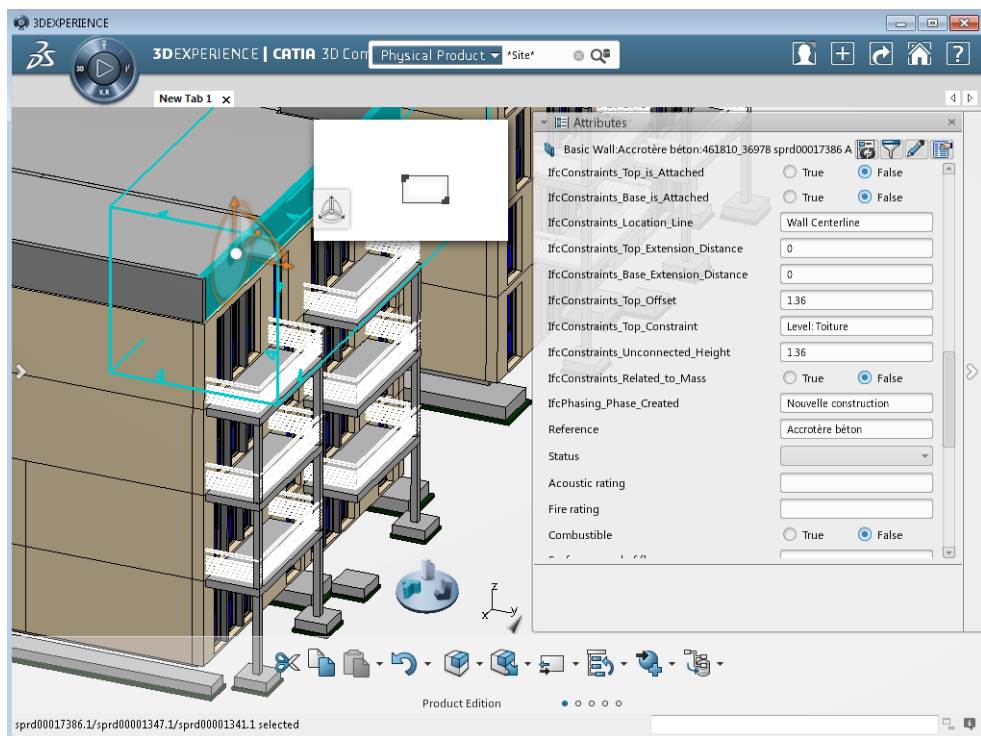 3DEXPERIENCE
3DEXPERIENCE | CATIA 3D Con
Physical Product
*Site*
3D
V.R
New Tab 1 x
Attributes
Basic Wall:Accrotère béton:461810_36978 sprd00017386 A
IfcConstraints_Top_is_Attached True False
IfcConstraints_Base_is_Attached True False
IfcConstraints_Location_Line Wall Centerline
IfcConstraints_Top_Extension_Distance 0
IfcConstraints_Base_Extension_Distance 0
IfcConstraints_Top_Offset 1.36
IfcConstraints_Top_Constraint Level: Toiture
IfcConstraints_Unconnected_Height 1.36
IfcConstraints_Related_to_Mass True False
IfcPhasing_Phase_Created Nouvelle construction
Reference Accrotère béton
Status
Acoustic rating
Fire rating
Combustible True False
z
x y
Product Edition
sprd00017386.1/sprd00001347.1/sprd00001341.1 selected